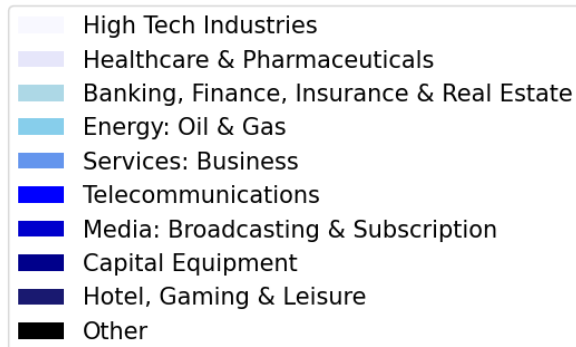 High Tech Industries
Healthcare & Pharmaceuticals
Banking, Finance, Insurance & Real Estate
Energy: Oil & Gas
Services: Business
Telecommunications
Media: Broadcasting & Subscription
Capital Equipment
Hotel, Gaming & Leisure
Other